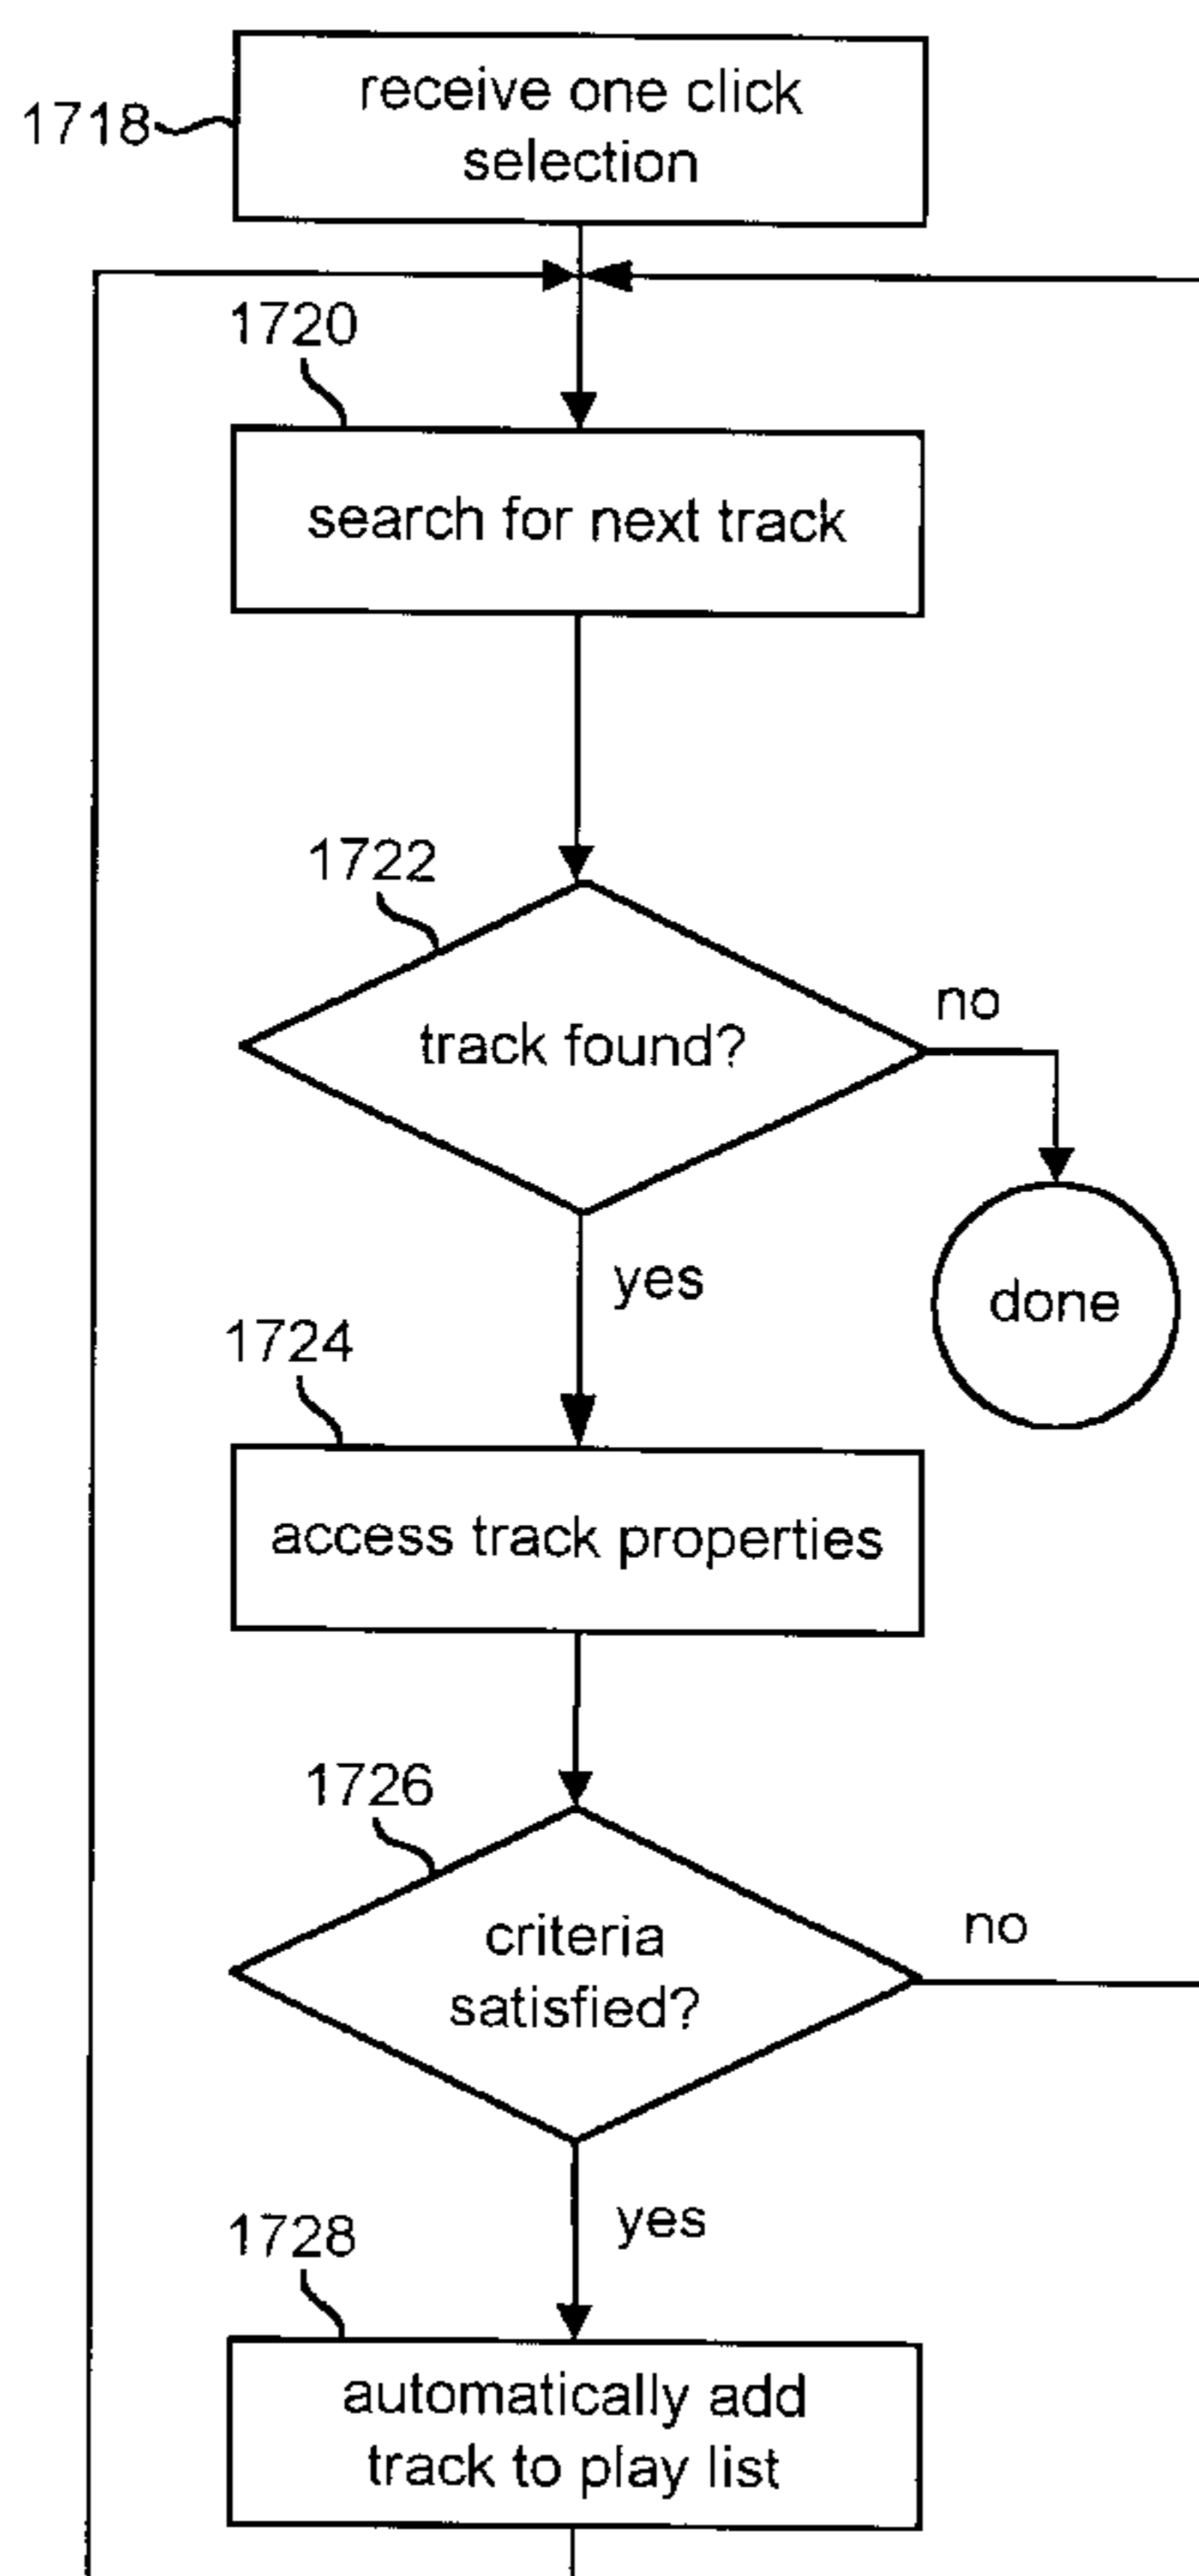 receive one click
selection
1718
1720
search for next track
1722
track found?
no
yes
done
1724
access track properties
1726
criteria
satisfied?
no
yes
1728
automatically add
track to play list